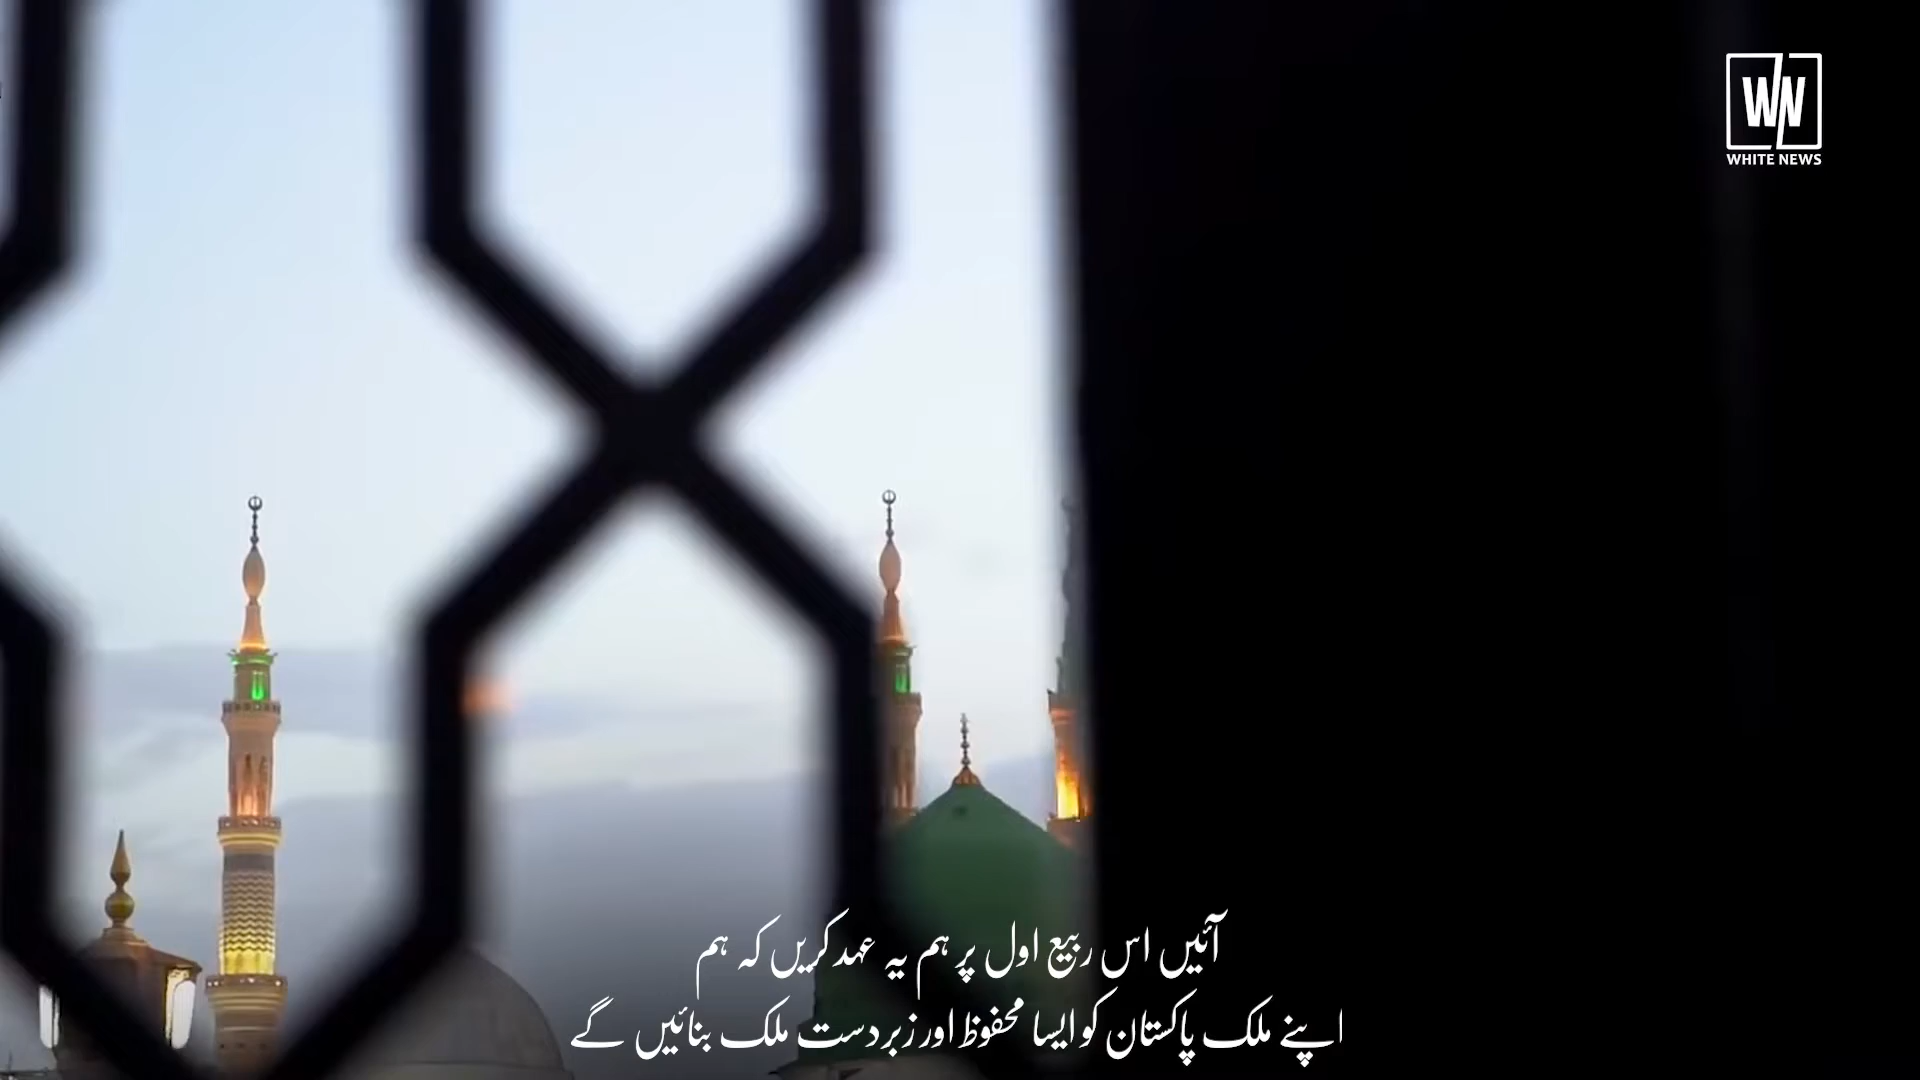 WN
WHITE NEWS
آئیں اس ربیع اول پر ہم یہ عہد کریں کہ ہم
اپنے ملک پاکستان کو ایسا محفوظ اور زبردست ملک بنائیں گے